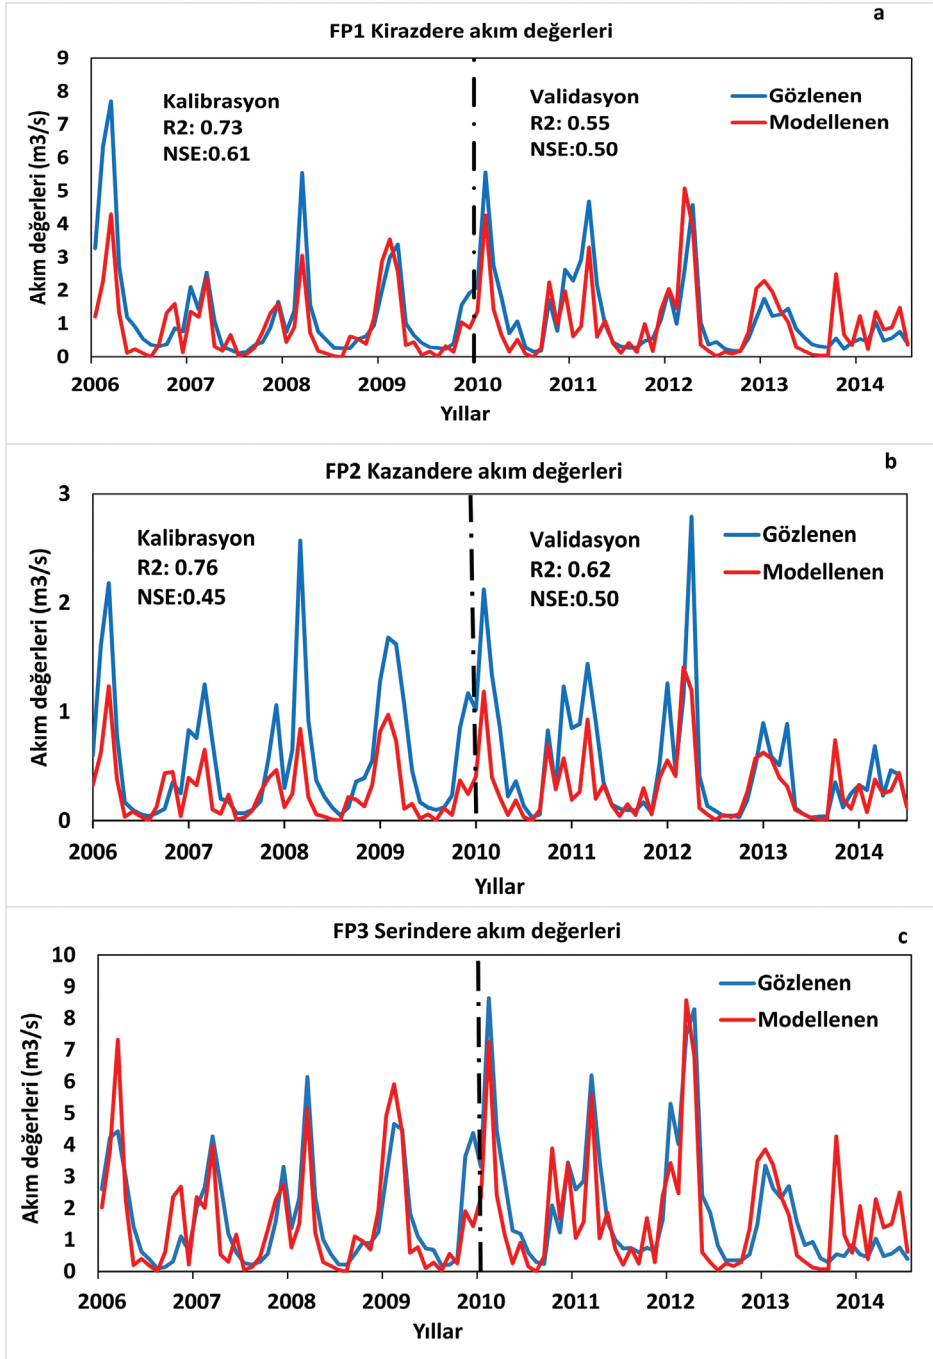 a
FP1 Kirazdere akım değerleri
Akım değerleri (m3/s)
9
8
7
6
5
4
3
2
1
0
Kalibrasyon
R2: 0.73
NSE:0.61
Validasyon
R2: 0.55
NSE:0.50
Gözlenen
Modellenen
2006 2007 2008 2009 2010 2011 2012 2013 2014
Yıllar
b
FP2 Kazandere akım değerleri
Akım değerleri (m3/s)
3
2
1
0
Kalibrasyon
R2: 0.76
NSE:0.45
Validasyon
R2: 0.62
NSE:0.50
Gözlenen
Modellenen
2006 2007 2008 2009 2010 2011 2012 2013 2014
Yıllar
FP3 Serindere akım değerleri
c
Akım değerleri (m3/s)
10
9
8
7
6
5
4
3
2
1
0
Gözlenen
Modellenen
2006 2007 2008 2009 2010 2011 2012 2013 2014
Yıllar